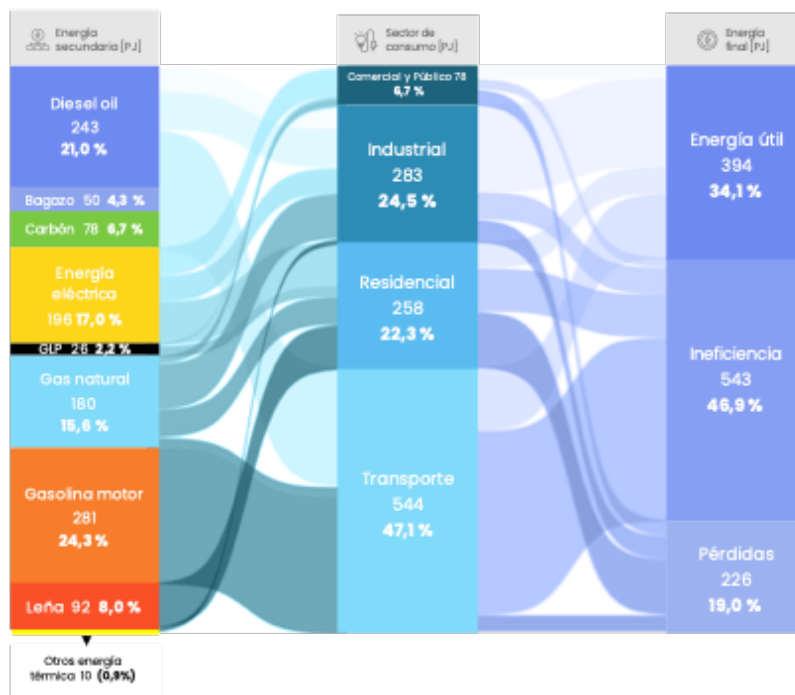 Energía
secundaria [PJ]
Sector de
consumo [PJ]
Energía
final [PJ]
Diesel oil
243
21,0 %
Bagazo 50 4,3 %
Carbón 78 6,7 %
Energía
eléctrica
196 17,0 %
GLP 26 2,2 %
Gas natural
180
15,6 %
Gasolina motor
281
24,3 %
Leña 92 8,0 %
Otros energía
térmica 10 (0,9%)
Comercial y Público 78
6,7 %
Industrial
283
24,5 %
Residencial
258
22,3 %
Transporte
544
47,1 %
Energía útil
394
34,1 %
Ineficiencia
543
46,9 %
Pérdidas
226
19,0 %